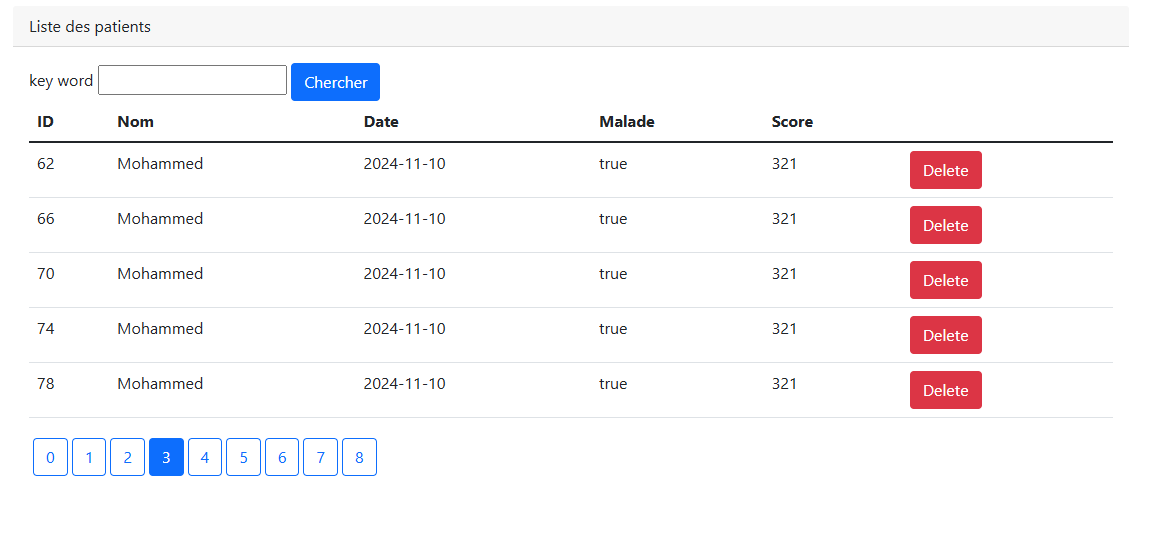 Liste des patients
key word Chercher
ID Nom Date Malade Score
62 Mohammed 2024-11-10 true 321 Delete
66 Mohammed 2024-11-10 true 321 Delete
70 Mohammed 2024-11-10 true 321 Delete
74 Mohammed 2024-11-10 true 321 Delete
78 Mohammed 2024-11-10 true 321 Delete
0 1 2 3 4 5 6 7 8